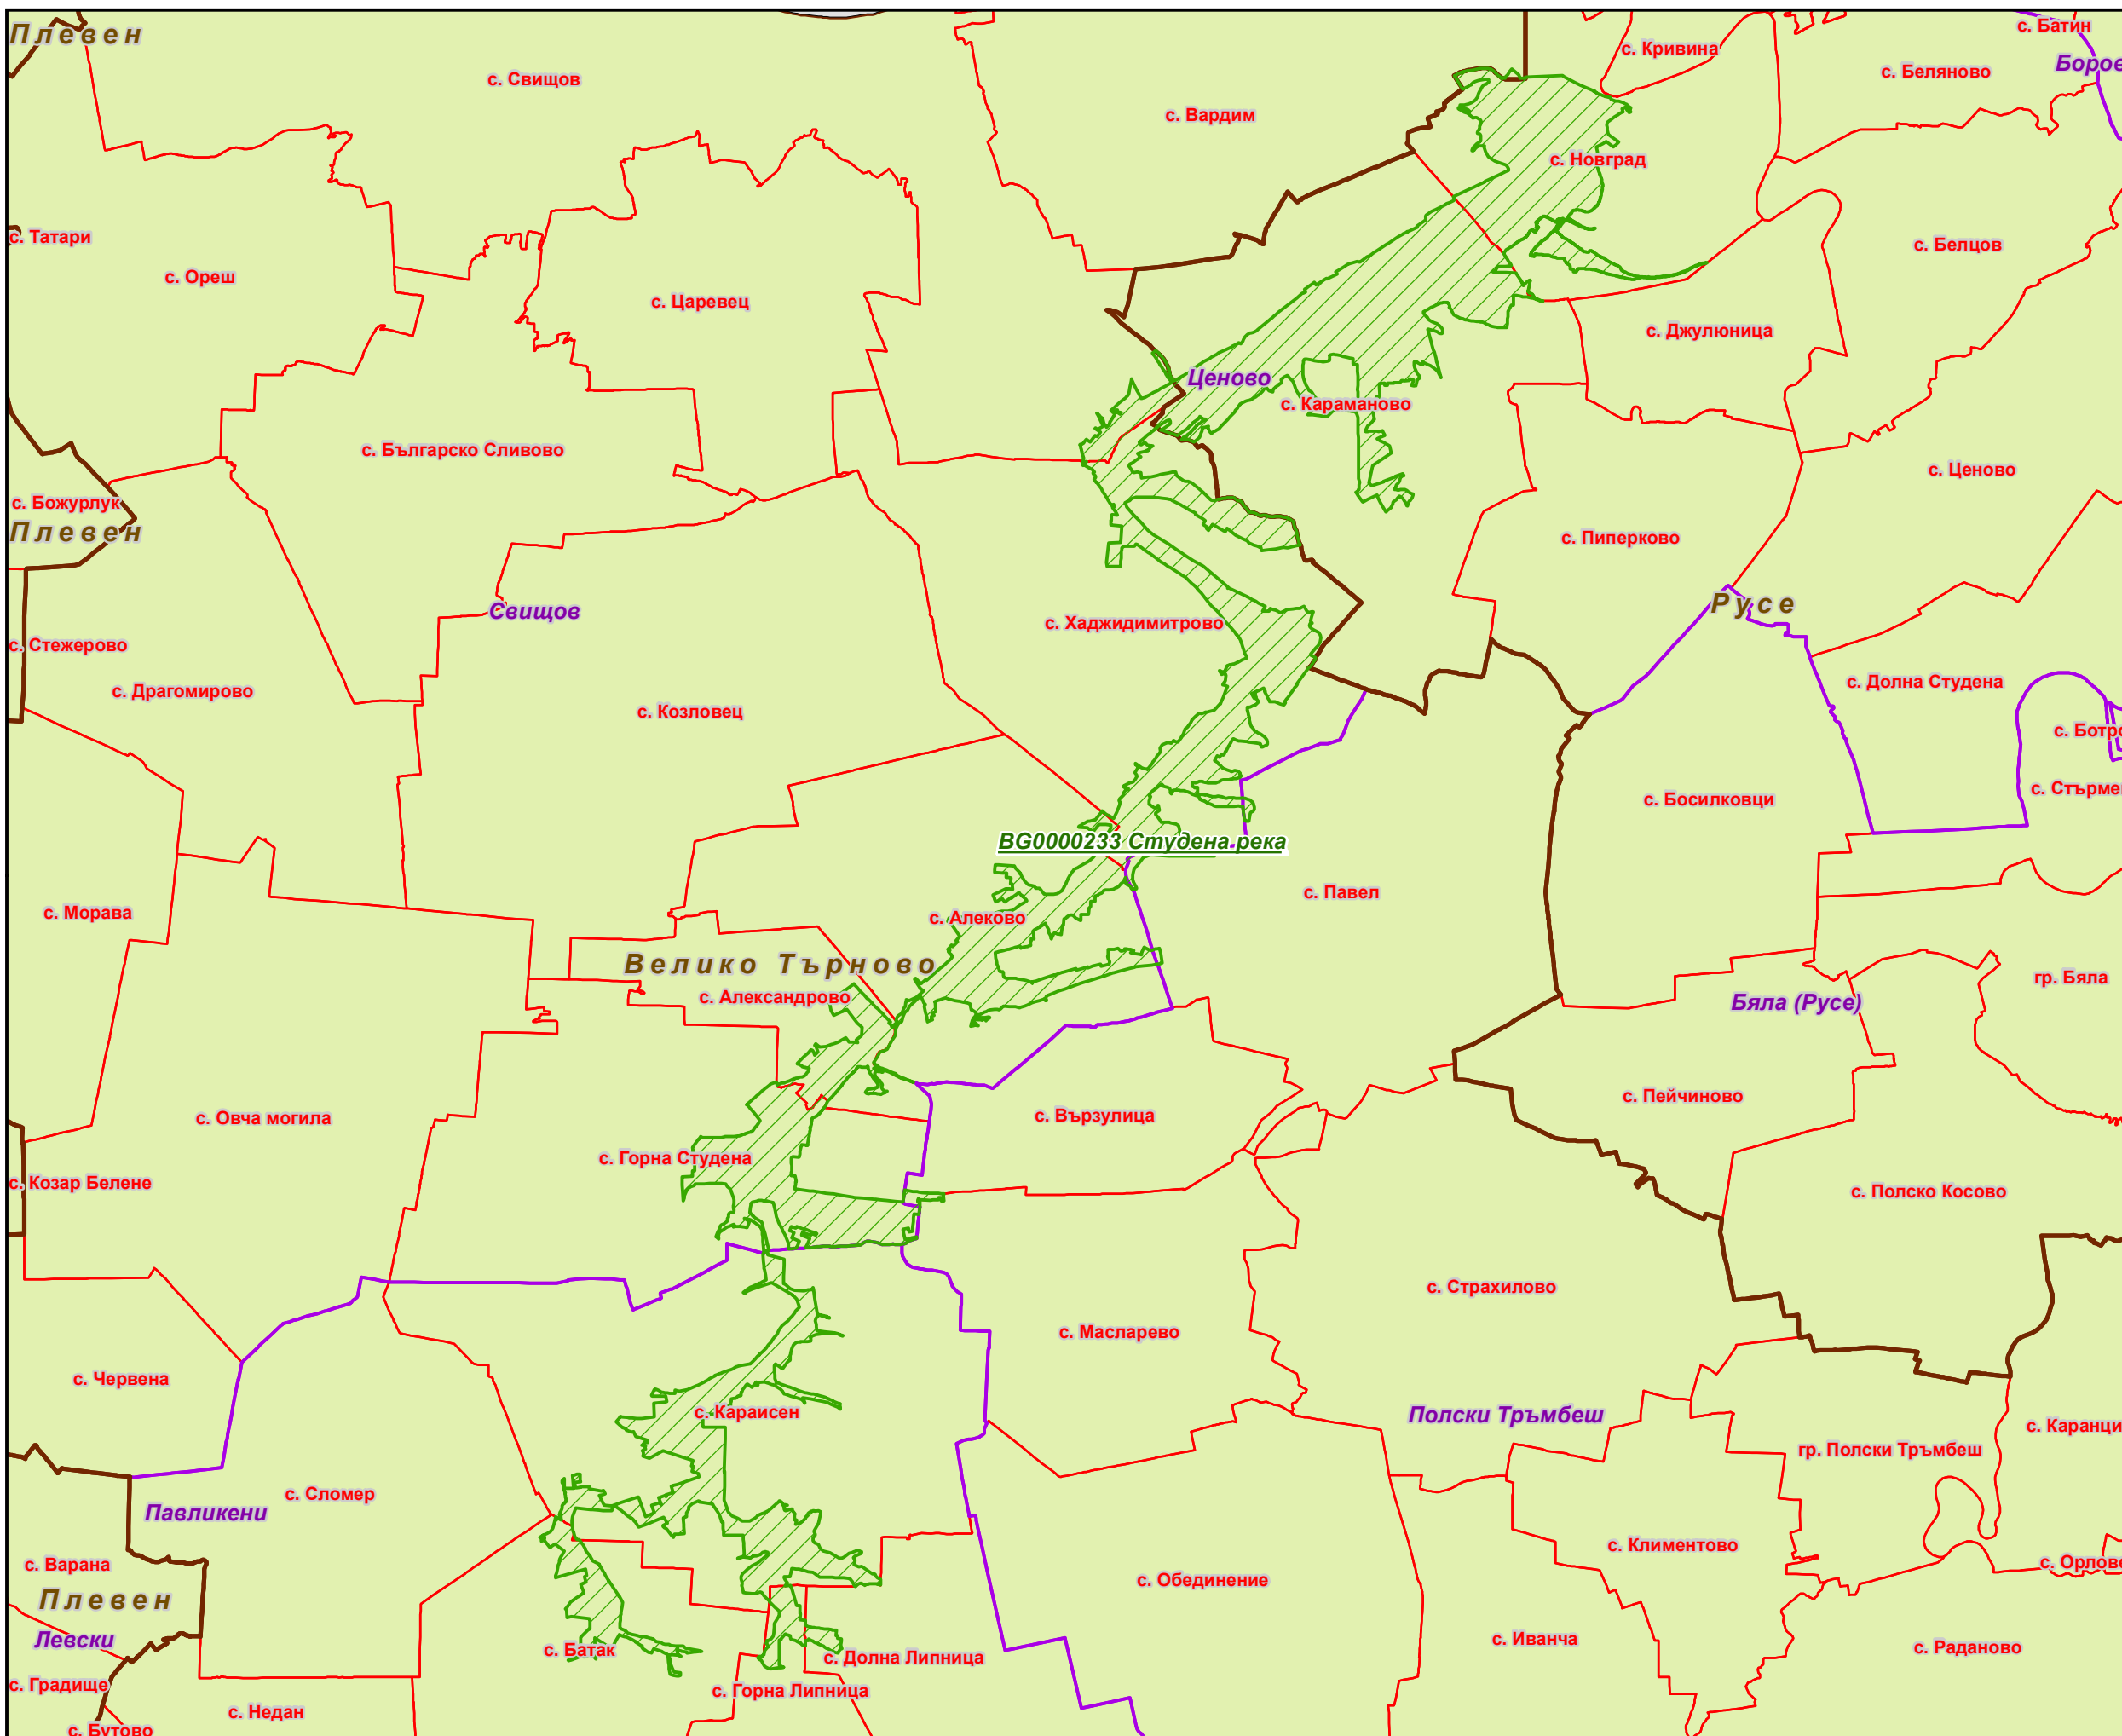 с. Батин
Плевен
с. Кривина
Борово
с. Беляново
с. Свищов
с. Вардим
с. Новград
с. Татари
с. Белцов
с. Ореш
с. Царевец
с. Джулюница
Ценово
с. Караманово
с. Българско Сливово
с. Ценово
с. Божурлук
Плевен
с. Пиперково
Русе
Свищов
с. Хаджидимитрово
с. Стежерово
с. Долна Студена
с. Драгомирово
с. Козловец
с. Ботро
с. Стърме
с. Босилковци
BG0000233 Студена река
с. Павел
с. Морава
с. Алеково
Велико Търново
гр. Бяла
с. Александрово
Бяла (Русе)
с. Пейчиново
с. Овча могила
с. Вързулица
с. Горна Студена
с. Козар Белене
с. Полско Косово
с. Страхилово
с. Масларево
с. Червена
с. Караисен
Полски Тръмбеш
с. Каранци
гр. Полски Тръмбеш
с. Сломер
Павликени
с. Климентово
с. Варана
с. Орлов
с. Обединение
Плевен
Левски
с. Иванча
с. Батак
с. Раданово
с. Долна Липница
с. Градище
с. Горна Липница
с. Недан
с. Бутово